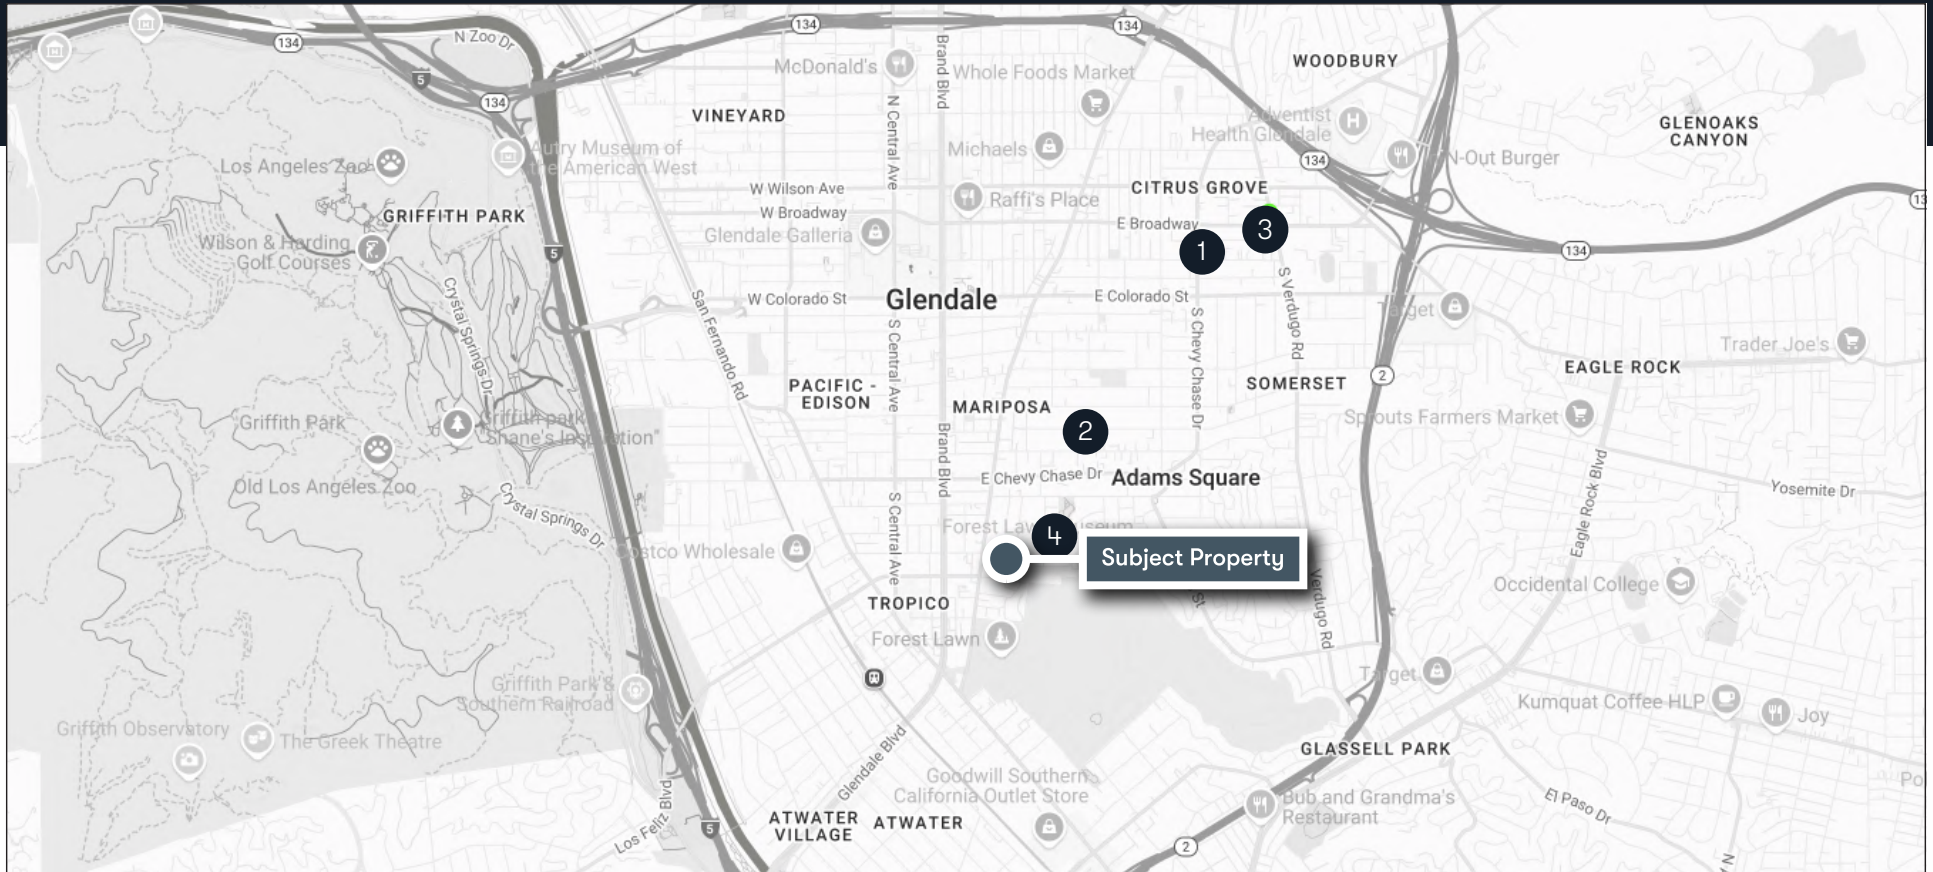 134
N Zoo Dr
134
134
5
134
McDonald's
Brand Blvd
Whole Foods Market
WOODBURY
VINEYARD
N Central Ave
Adventist
Health Glendale
GLENOAKS
CANYON
Los Angeles Zoo
Autry Museum of
the American West
Michaels
134
N-Out Burger
GRIFFITH PARK
W Wilson Ave
W Broadway
Raffi's Place
CITRUS GROVE
E Broadway
3
1
Wilson & Harding
Golf Courses
Glendale Galleria
5
134
Crystal Springs Dr
San Fernando Rd
W Colorado St
Glendale
E Colorado St
S Verdugo Rd
S Central Ave
S Chevy Chase Dr
Trader Joe's
EAGLE ROCK
2
PACIFIC -
EDISON
MARIPOSA
SOMERSET
Sprouts Farmers Market
Griffith Park
Griffith park
"Shane's Inspiration"
2
Brand Blvd
E Chevy Chase Dr
Adams Square
Old Los Angeles Zoo
Crystal Springs Dr
S Central Ave
Eagle Rock Blvd
Yosemite Dr
Costco Wholesale
4
Subject Property
Occidental College
TROPICO
St
Verdugo Rd
Forest Lawn
Griffith Park &
Southern Railroad
Target
Kumquat Coffee HLP
Joy
Griffith Observatory
The Greek Theatre
GLASSELL PARK
Glendale Blvd
Goodwill Southern
California Outlet Store
Los Feliz Blvd
5
ATWATER
VILLAGE
ATWATER
Bub and Grandma's
Restaurant
El Paso Dr
2
N